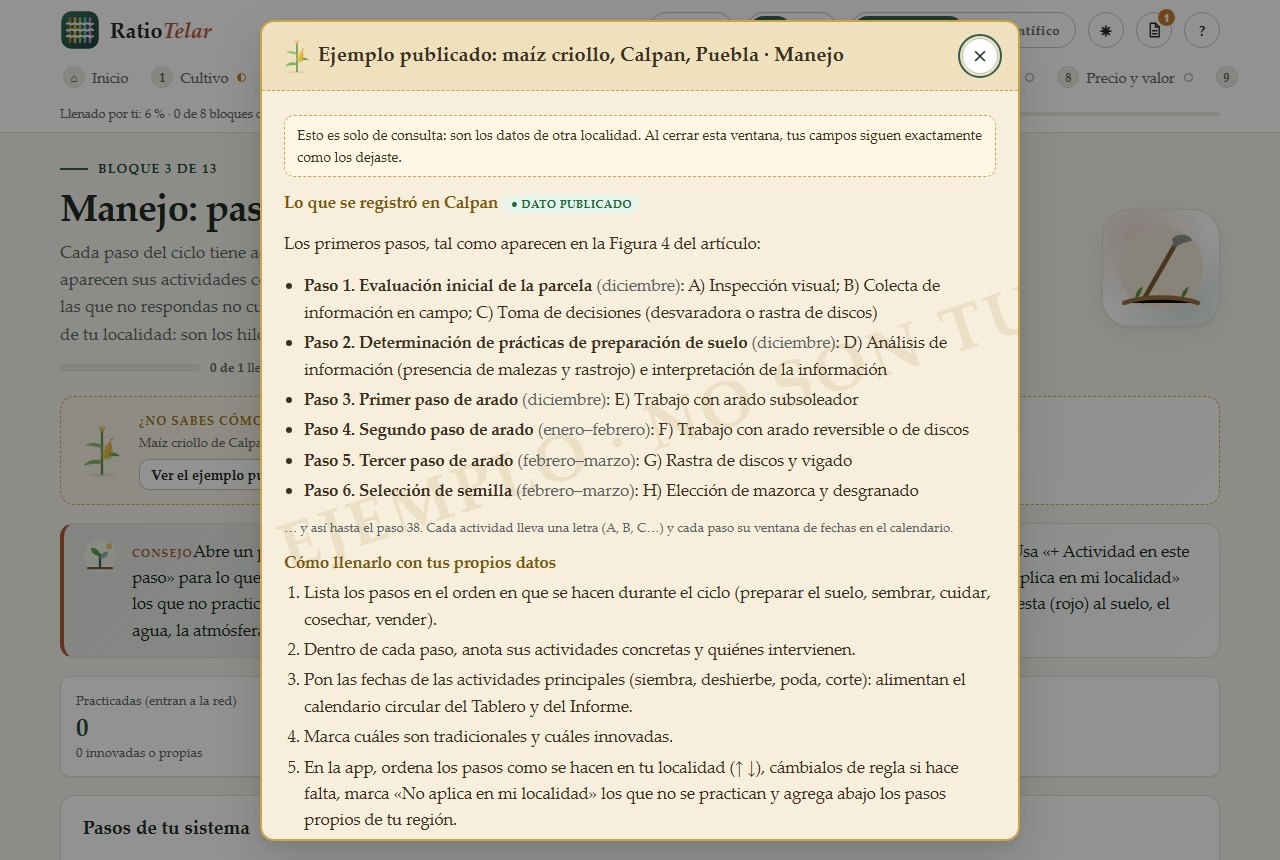 RatioTelar
ntífico
1
?
Inicio
1 Cultivo
8 Precio y valor
9
Llenado por ti: 6 % · 0 de 8 bloques
BLOQUE 3 DE 13
Manejo: pas
Cada paso del ciclo tiene
aparecen sus actividades
las que no respondas no
de tu localidad: son los
0 de 1
¿NO SABES CÓMO
Maíz criollo de Calpa
Ver el ejemplo
CONSEJO Abre un
paso» para lo que
los que no practic
agua, la atmósfera
Usa «+ Actividad en este
plica en mi localidad»
esta (rojo) al suelo, el
Practicadas (entran a la red)
0
0 innovadas o propias
Pasos de tu sistema
Ejemplo publicado: maíz criollo, Calpan, Puebla · Manejo
Esto es solo de consulta: son los datos de otra localidad. Al cerrar esta ventana, tus campos siguen exactamente
como los dejaste.
Lo que se registró en Calpan • DATO PUBLICADO
Los primeros pasos, tal como aparecen en la Figura 4 del artículo:
• Paso 1. Evaluación inicial de la parcela (diciembre): A) Inspección visual; B) Colecta de
información en campo; C) Toma de decisiones (desvaradora o rastra de discos)
• Paso 2. Determinación de prácticas de preparación de suelo (diciembre): D) Análisis de
información (presencia de malezas y rastrojo) e interpretación de la información
• Paso 3. Primer paso de arado (diciembre): E) Trabajo con arado subsoleador
• Paso 4. Segundo paso de arado (enero–febrero): F) Trabajo con arado reversible o de discos
• Paso 5. Tercer paso de arado (febrero–marzo): G) Rastra de discos y vigado
• Paso 6. Selección de semilla (febrero–marzo): H) Elección de mazorca y desgranado
… y así hasta el paso 38. Cada actividad lleva una letra (A, B, C…) y cada paso su ventana de fechas en el calendario.
EJEMPLO · NO SON TU
Cómo llenarlo con tus propios datos
1. Lista los pasos en el orden en que se hacen durante el ciclo (preparar el suelo, sembrar, cuidar,
cosechar, vender).
2. Dentro de cada paso, anota sus actividades concretas y quiénes intervienen.
3. Pon las fechas de las actividades principales (siembra, deshierbe, poda, corte): alimentan el
calendario circular del Tablero y del Informe.
4. Marca cuáles son tradicionales y cuáles innovadas.
5. En la app, ordena los pasos como se hacen en tu localidad (↑ ↓), cámbialos de regla si hace
falta, marca «No aplica en mi localidad» los que no se practican y agrega abajo los pasos
propios de tu región.